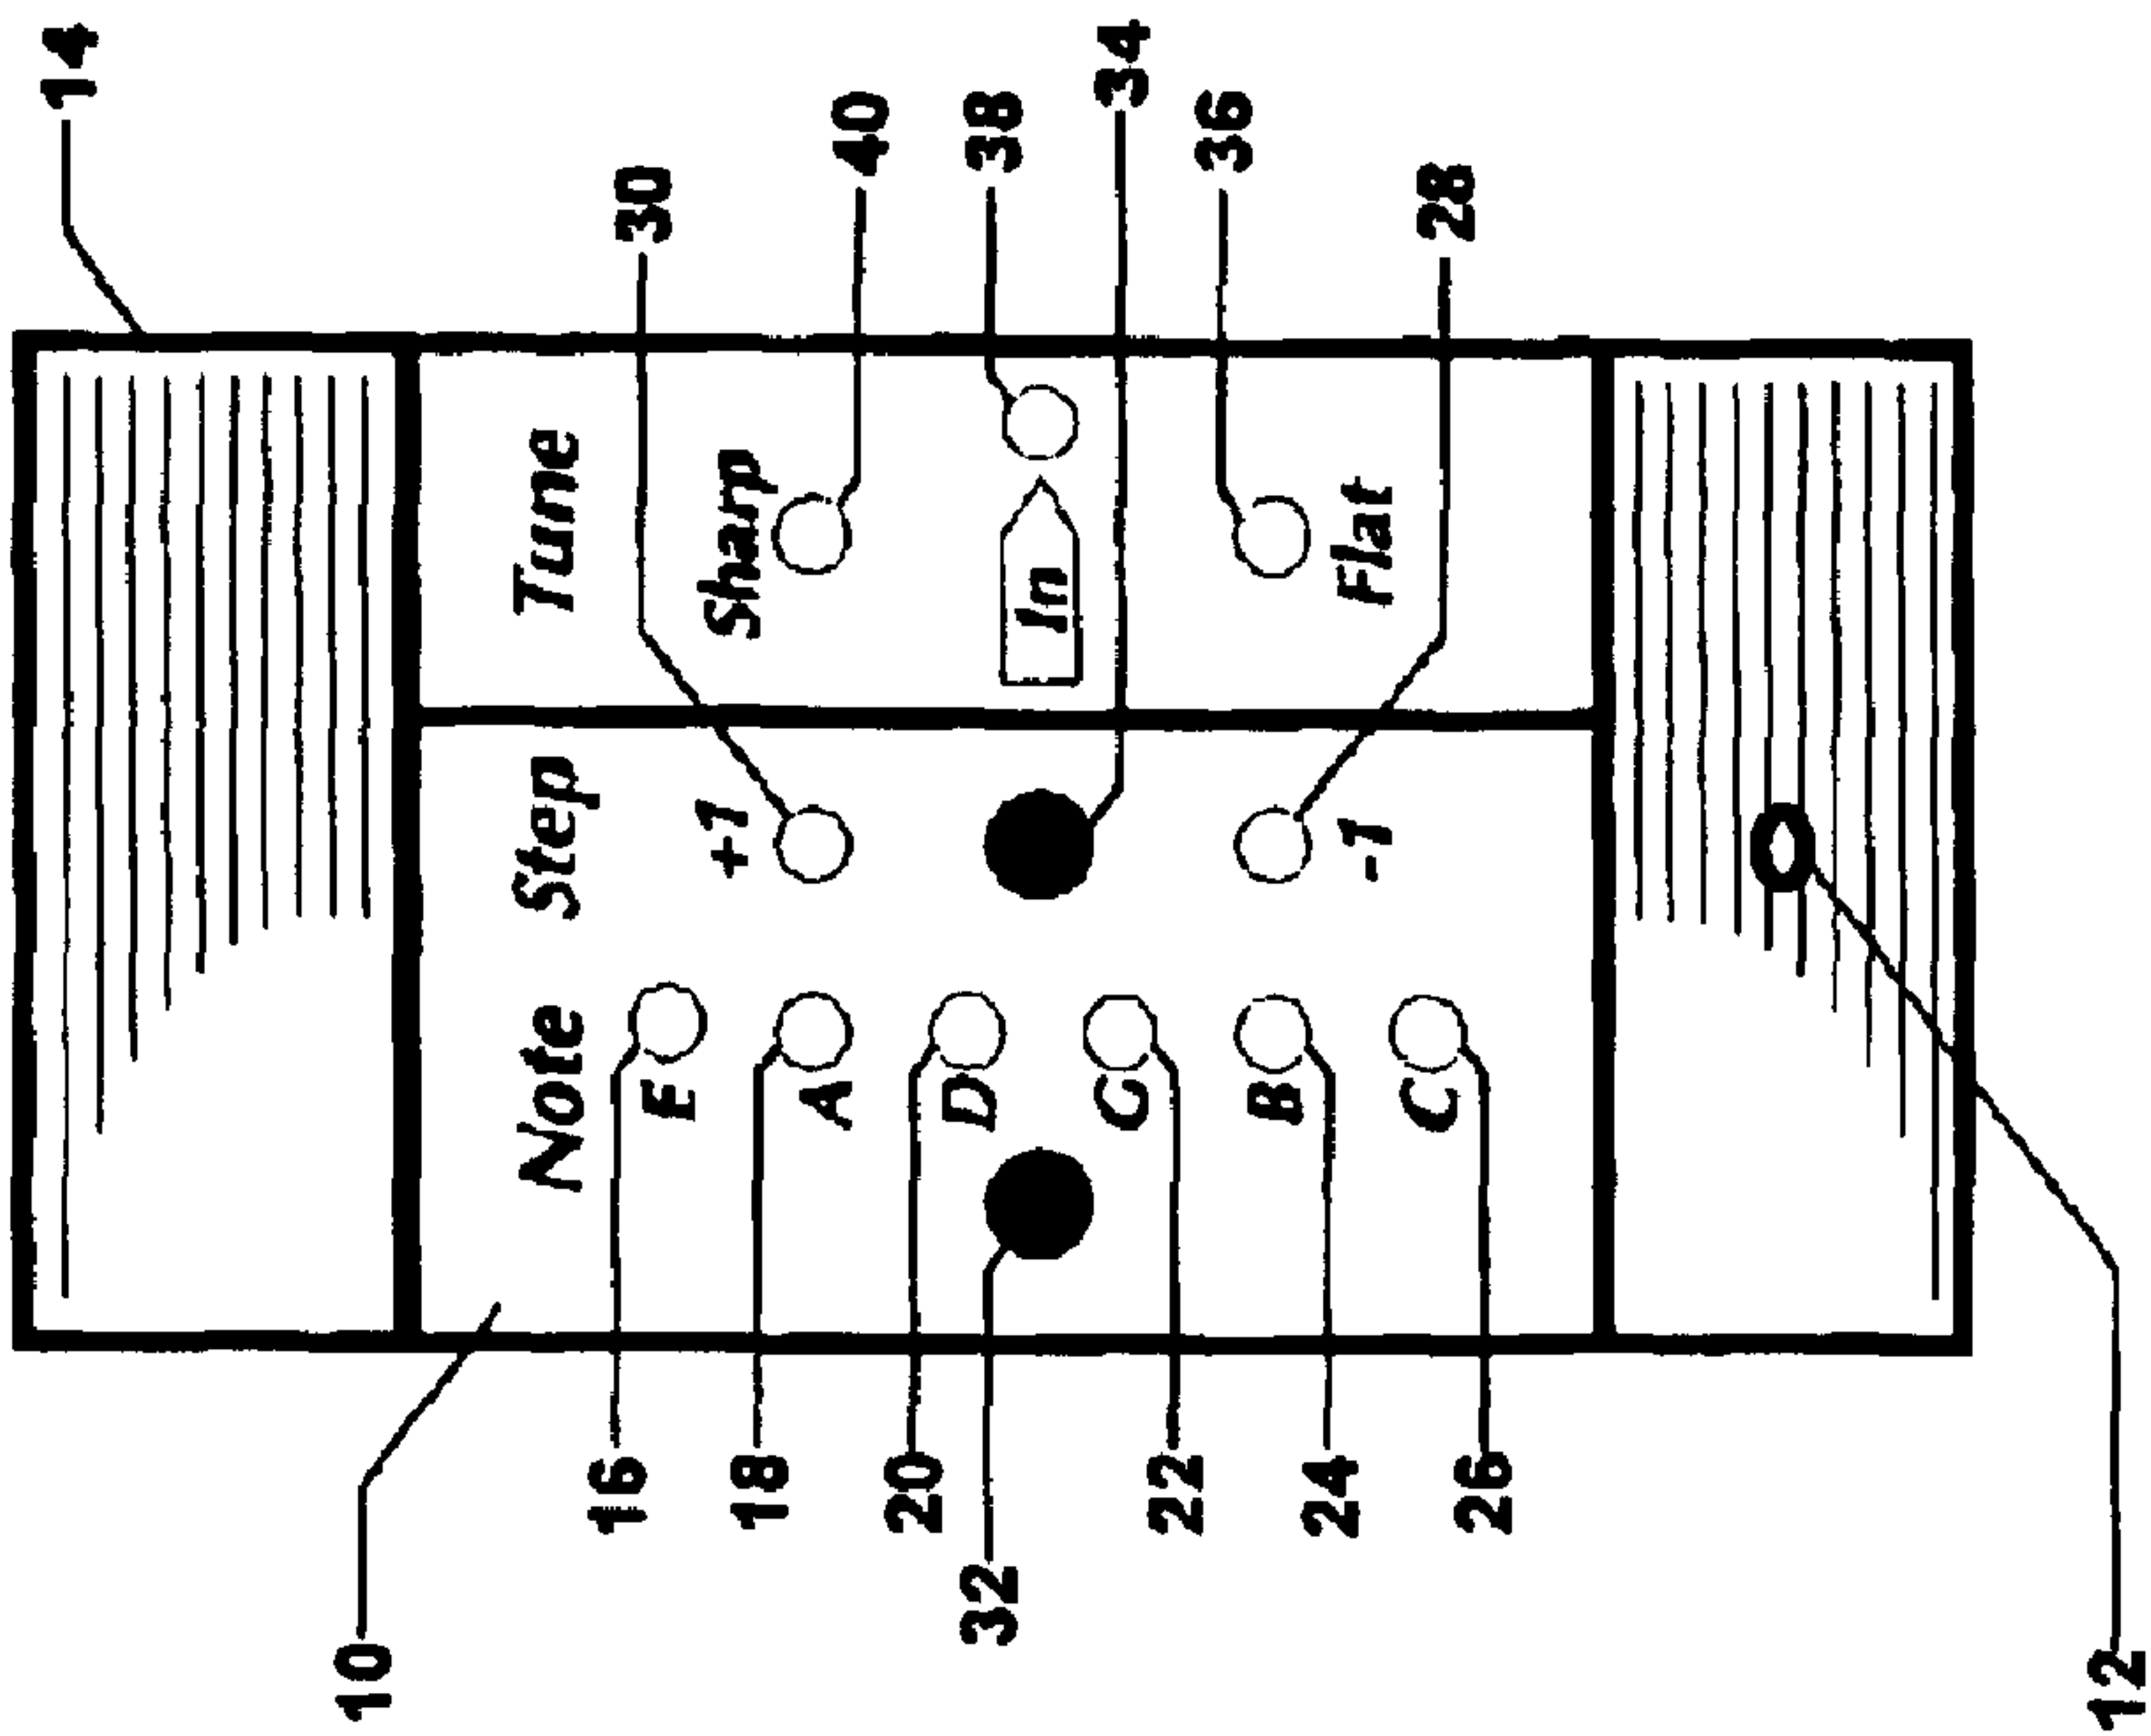 14
10
Note Step Tune
16 E 30
+1 Sharp
18 A 40
20 D
32 In 38
22 C 34
36
24 B
-1 Flat
26 C 28
12